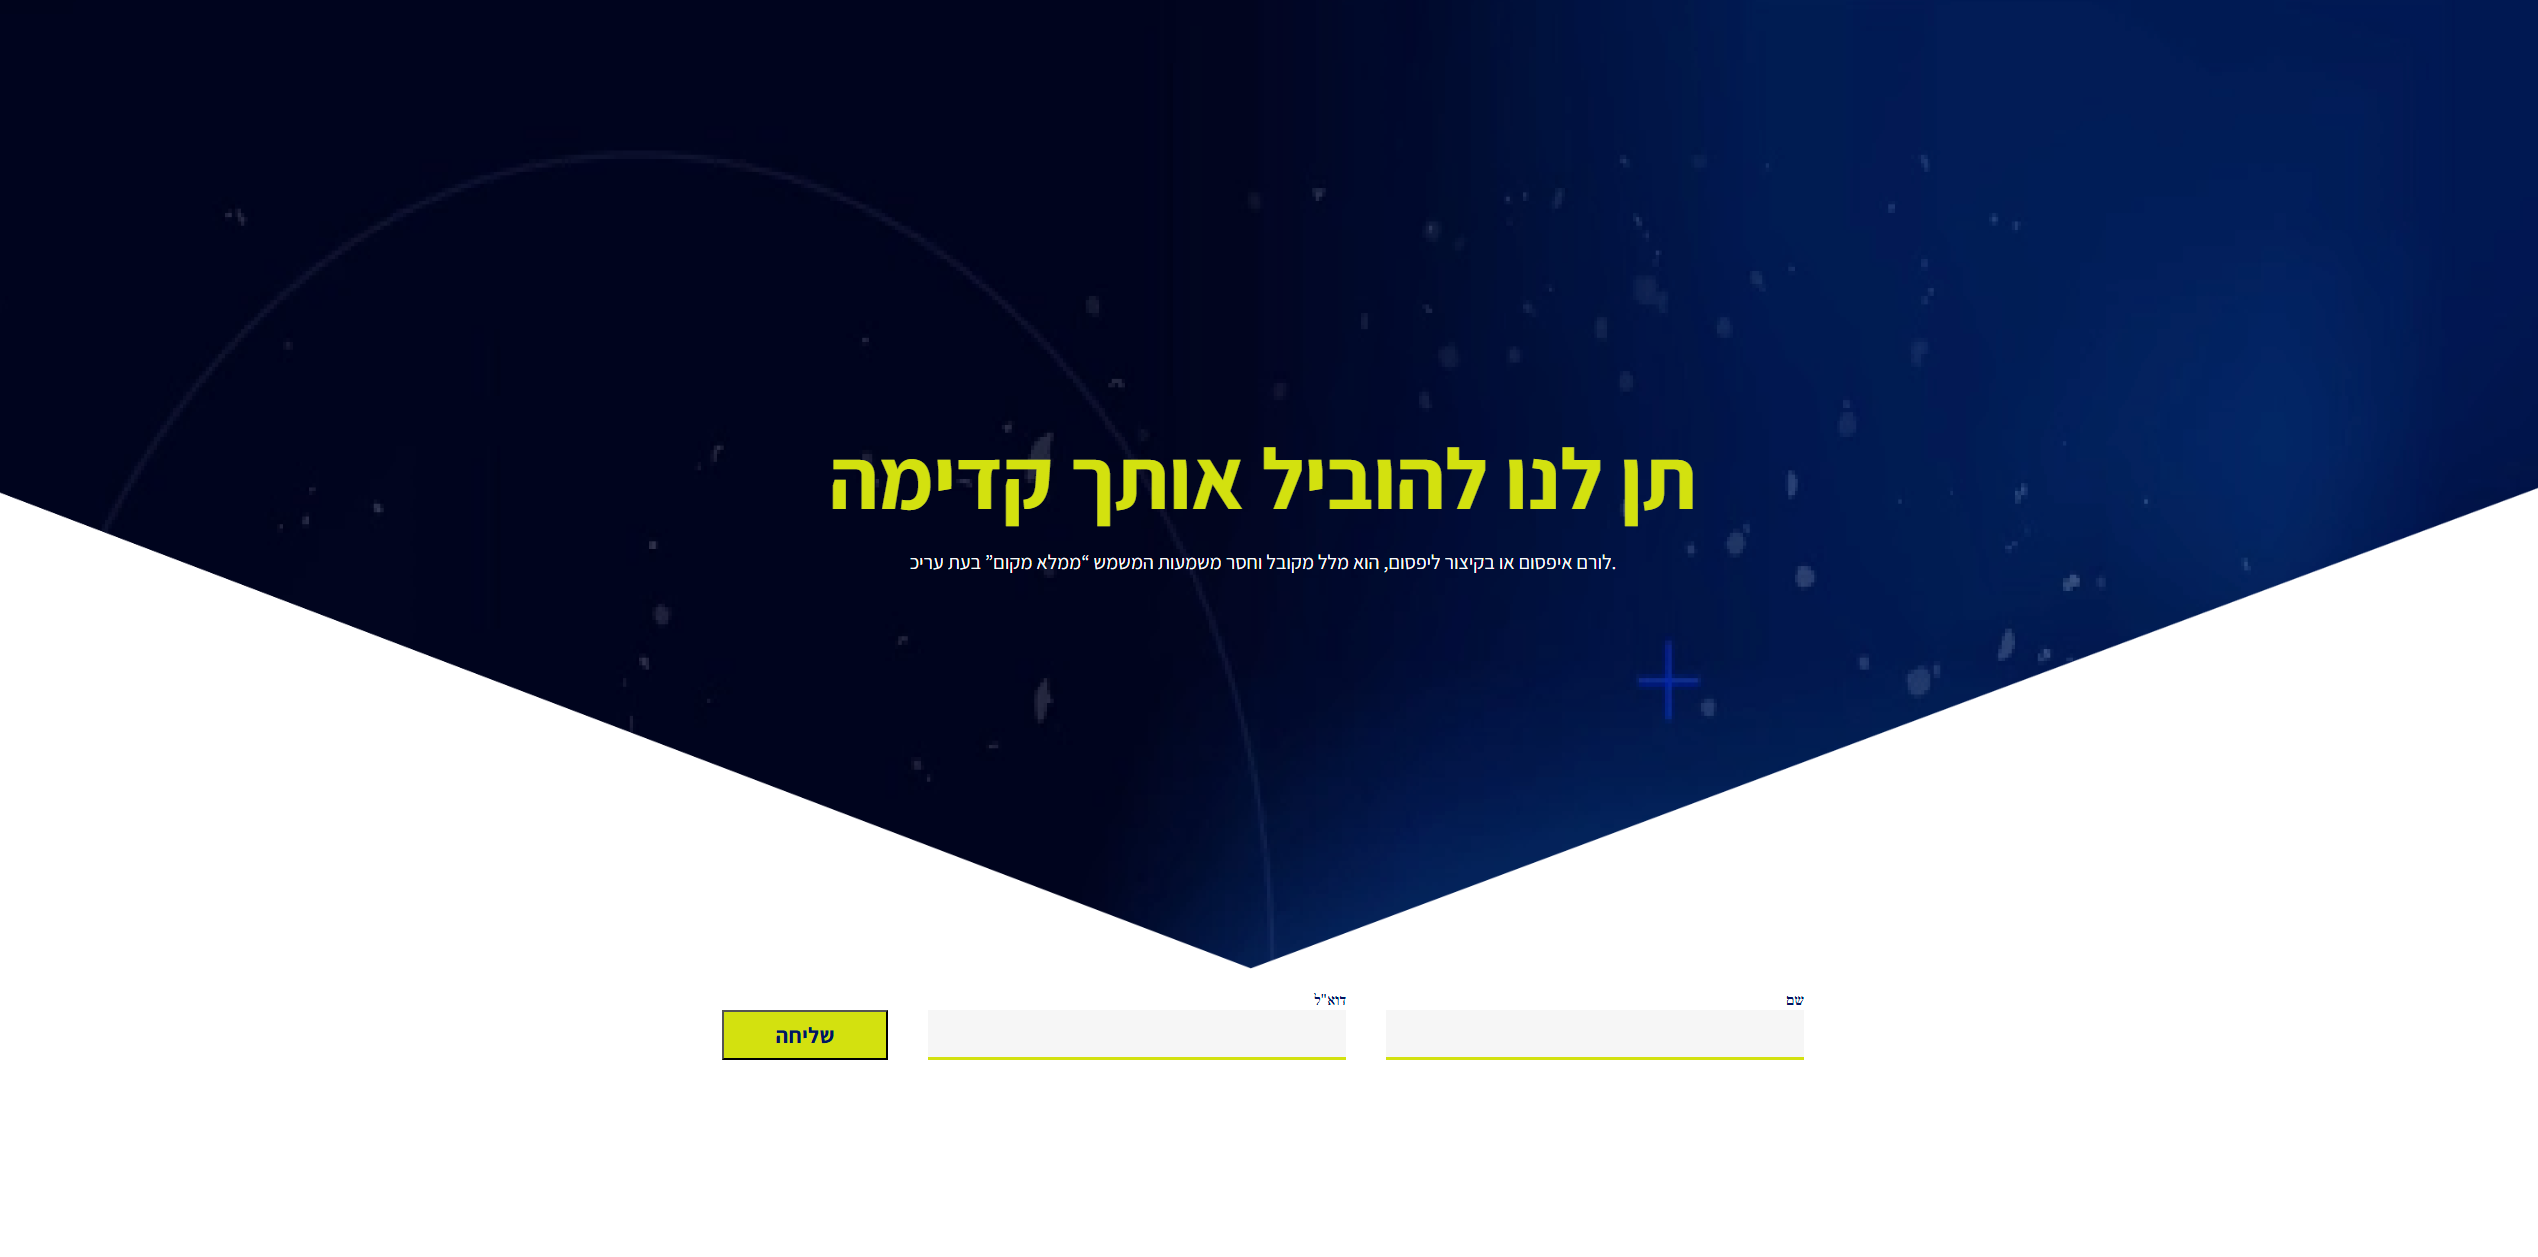 תן לנו להוביל אותך קדימה
לורם איפסום או בקיצור ליפסום, הוא מלל מקובל וחסר משמעות המשמש “ממלא מקום” בעת עריכ.
שם
דוא"ל
שליחה